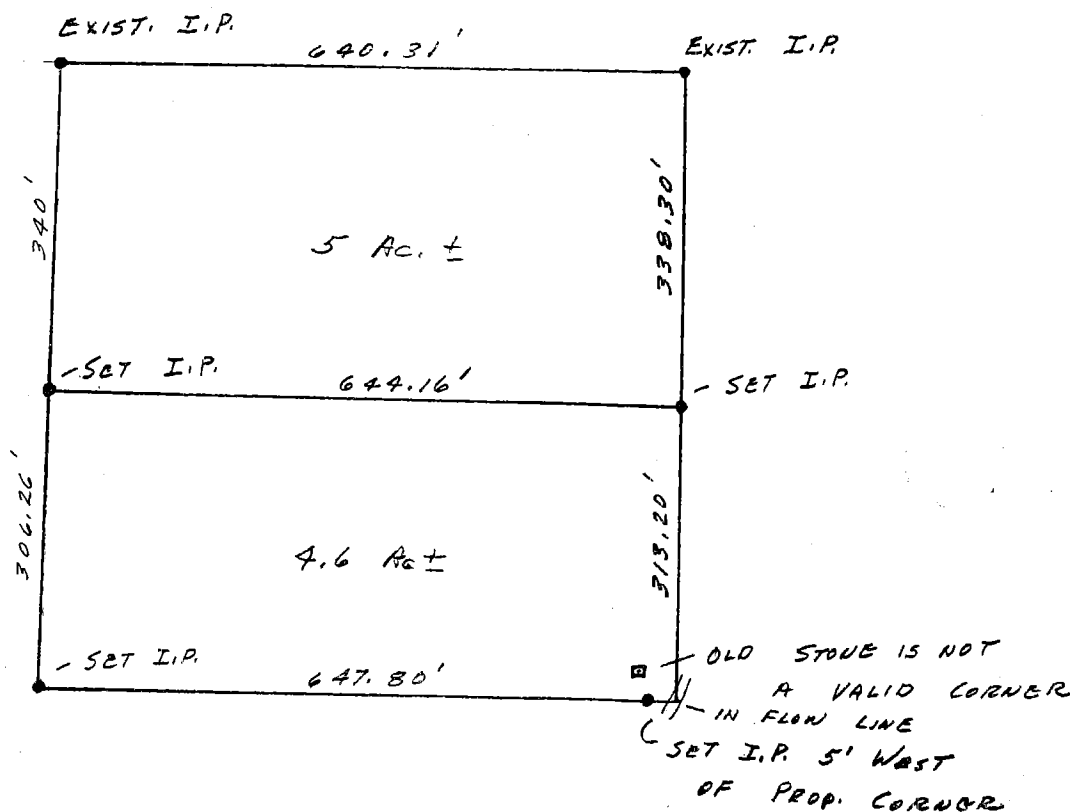 EXIST. I.P.
640.31'
EXIST. I.P.
340'
5 Ac. ±
338.30'
SET I.P.
644.16'
SET I.P.
306.26'
4.6 Ac ±
313.20'
SET I.P.
647.80'
OLD STONE IS NOT
A VALID CORNER
IN FLOW LINE
SET I.P. 5' WEST
OF PROP. CORNER